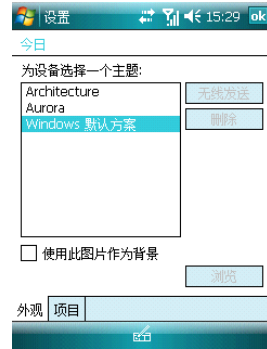 设置 15:29 ok
今日
为设备选择一个主题:
Architecture 无线发送
Aurora 删除
Windows 默认方案
使用此图片作为背景
浏览
外观 项目